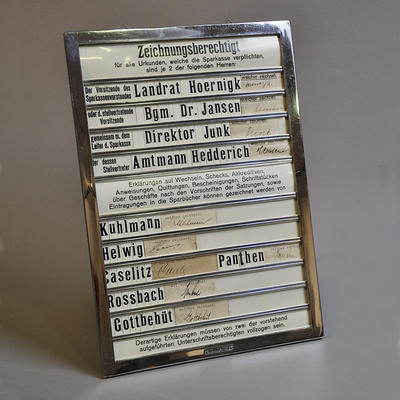 Zeichnungsberechtigt
für alle Urkunden, welche die Sparkasse verpflichten,
sind je 2 der folgenden Herren:
Der Vorsitzende des
Sparkassenvorstandes
Landrat Hoernigk
oder d. stellvertretende
Vorsitzende
Bgm. Dr. Jansen
gemeinsam m. dem
Leiter d. Sparkasse
Direktor Junk
oder dessen
Stellvertreter
Amtmann Hedderich
Erklärungen auf Wechseln, Schecks, Akkreditiven,
Anweisungen, Quittungen, Bescheinigungen, Schriftstücken
über Geschäfte nach den Vorschriften der Satzungen, sowie
Eintragungen in die Sparbücher können gezeichnet werden von
Kuhlmann
Helwig
Caselitz Panthen
Rossbach
Gottbehüt
Derartige Erklärungen müssen von zwei der vorstehend
aufgeführten Unterschriftsberechtigten vollzogen sein.